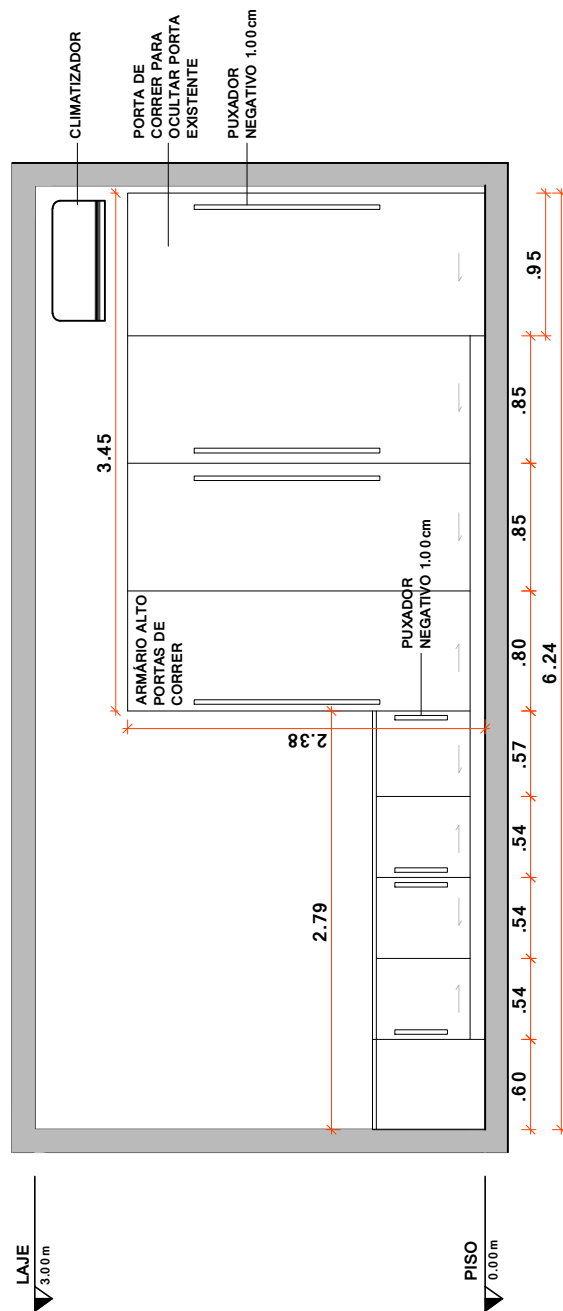 LAJE
3.00m
PISO
0.00m
CLIMATIZADOR
PORTA DE
CORRER PARA
OCULTAR PORTA
EXISTENTE
PUXADOR
NEGATIVO 1.00cm
3.45
ARMÁRIO ALTO
PORTAS DE
CORRER
2.38
2.79
PUXADOR
NEGATIVO 1.00cm
.60
.54
.54
.54
.57
.80
.85
.85
.95
6.24